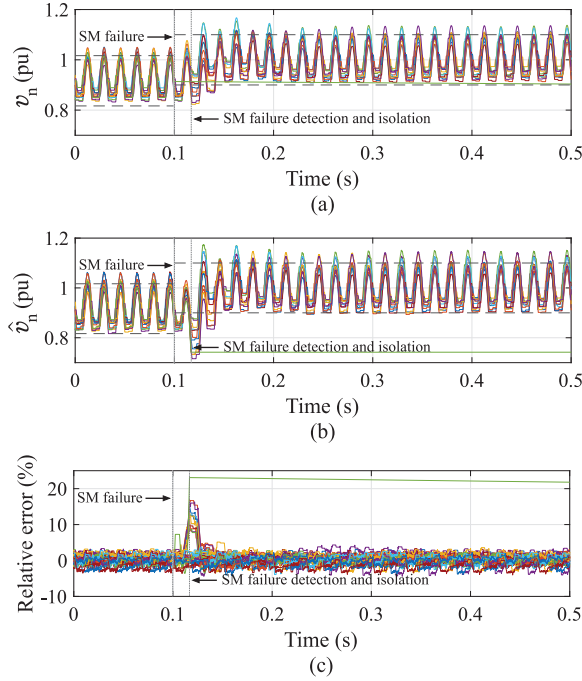 1.2
SM failure
1
vn (pu)
0.8
SM failure detection and isolation
0 0.1 0.2 0.3 0.4 0.5
Time (s)
(a)
1.2
SM failure
1
v̂n (pu)
0.8
SM failure detection and isolation
0 0.1 0.2 0.3 0.4 0.5
Time (s)
(b)
20
SM failure
10
Relative error (%)
0
SM failure detection and isolation
-10
0 0.1 0.2 0.3 0.4 0.5
Time (s)
(c)